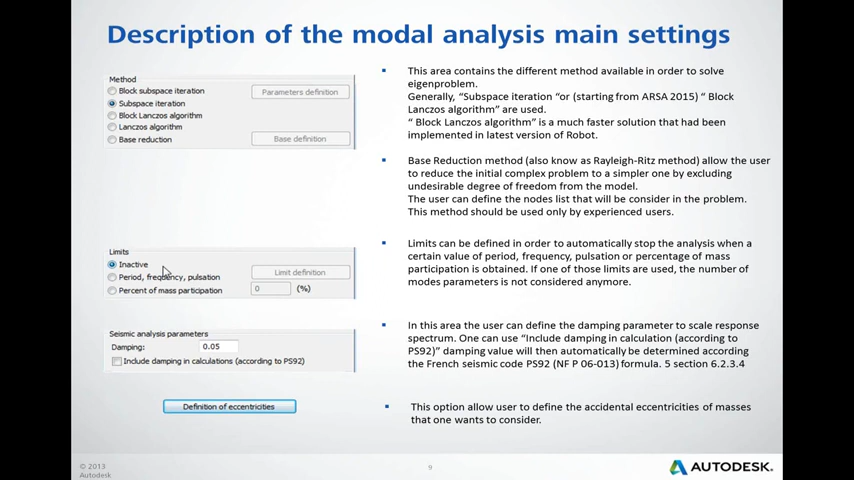 Description of the modal analysis main settings
Method
Block subspace iteration
Parameters definition
Subspace iteration
Block Lanczos algorithm
Lanczos algorithm
Base reduction
Base definition
This area contains the different method available in order to solve
eigenproblem.
Generally, “Subspace iteration “or (starting from ARSA 2015) “ Block
Lanczos algorithm” are used.
“ Block Lanczos algorithm” is a much faster solution that had been
implemented in latest version of Robot.
Base Reduction method (also know as Rayleigh-Ritz method) allow the user
to reduce the initial complex problem to a simpler one by excluding
undesirable degree of freedom from the model.
The user can define the nodes list that will be consider in the problem.
This method should be used only by experienced users.
Limits
Inactive
Period, frequency, pulsation
Limit definition
Percent of mass participation
0
(%)
Limits can be defined in order to automatically stop the analysis when a
certain value of period, frequency, pulsation or percentage of mass
participation is obtained. If one of those limits are used, the number of
modes parameters is not considered anymore.
Seismic analysis parameters
Damping:
0.05
Include damping in calculations (according to PS92)
In this area the user can define the damping parameter to scale response
spectrum. One can use “Include damping in calculation (according to
PS92)” damping value will then automatically be determined according
the French seismic code PS92 (NF P 06-013) formula. 5 section 6.2.3.4
Definition of eccentricities
This option allow user to define the accidental eccentricities of masses
that one wants to consider.
© 2013
Autodesk
9
AUTODESK.